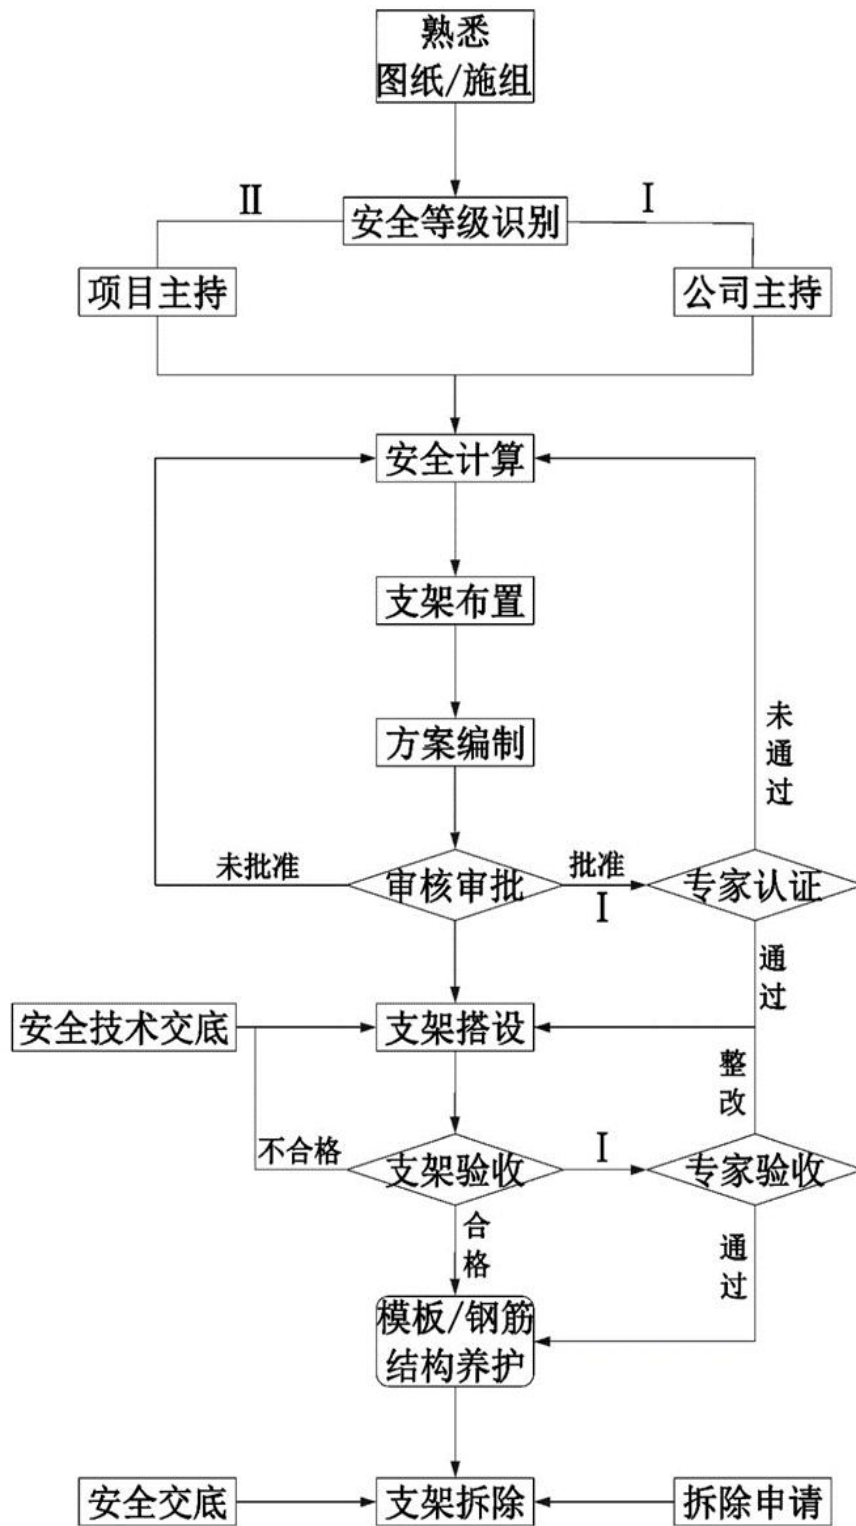 熟悉
图纸/施组
Ⅱ
安全等级识别
Ⅰ
项目主持
公司主持
安全计算
支架布置
未通过
方案编制
未批准
审核审批
批准
Ⅰ
专家认证
通过
安全技术交底
支架搭设
整改
不合格
支架验收
Ⅰ
专家验收
合格
通过
模板/钢筋
结构养护
安全交底
支架拆除
拆除申请